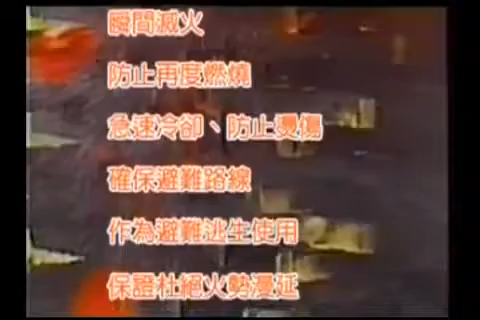 瞬間滅火
防止再度燃燒
急速冷卻、防止燙傷
確保避難路線
作為避難逃生使用
保證杜絕火勢漫延